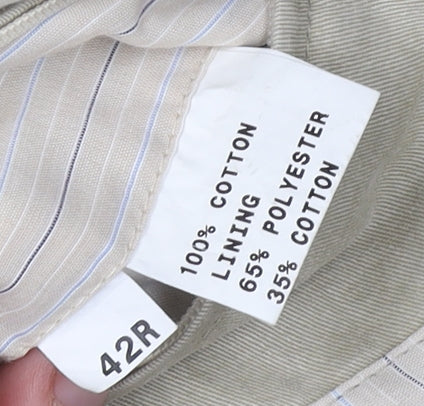 100% COTTON
LINING
65% POLYESTER
35% COTTON
42R